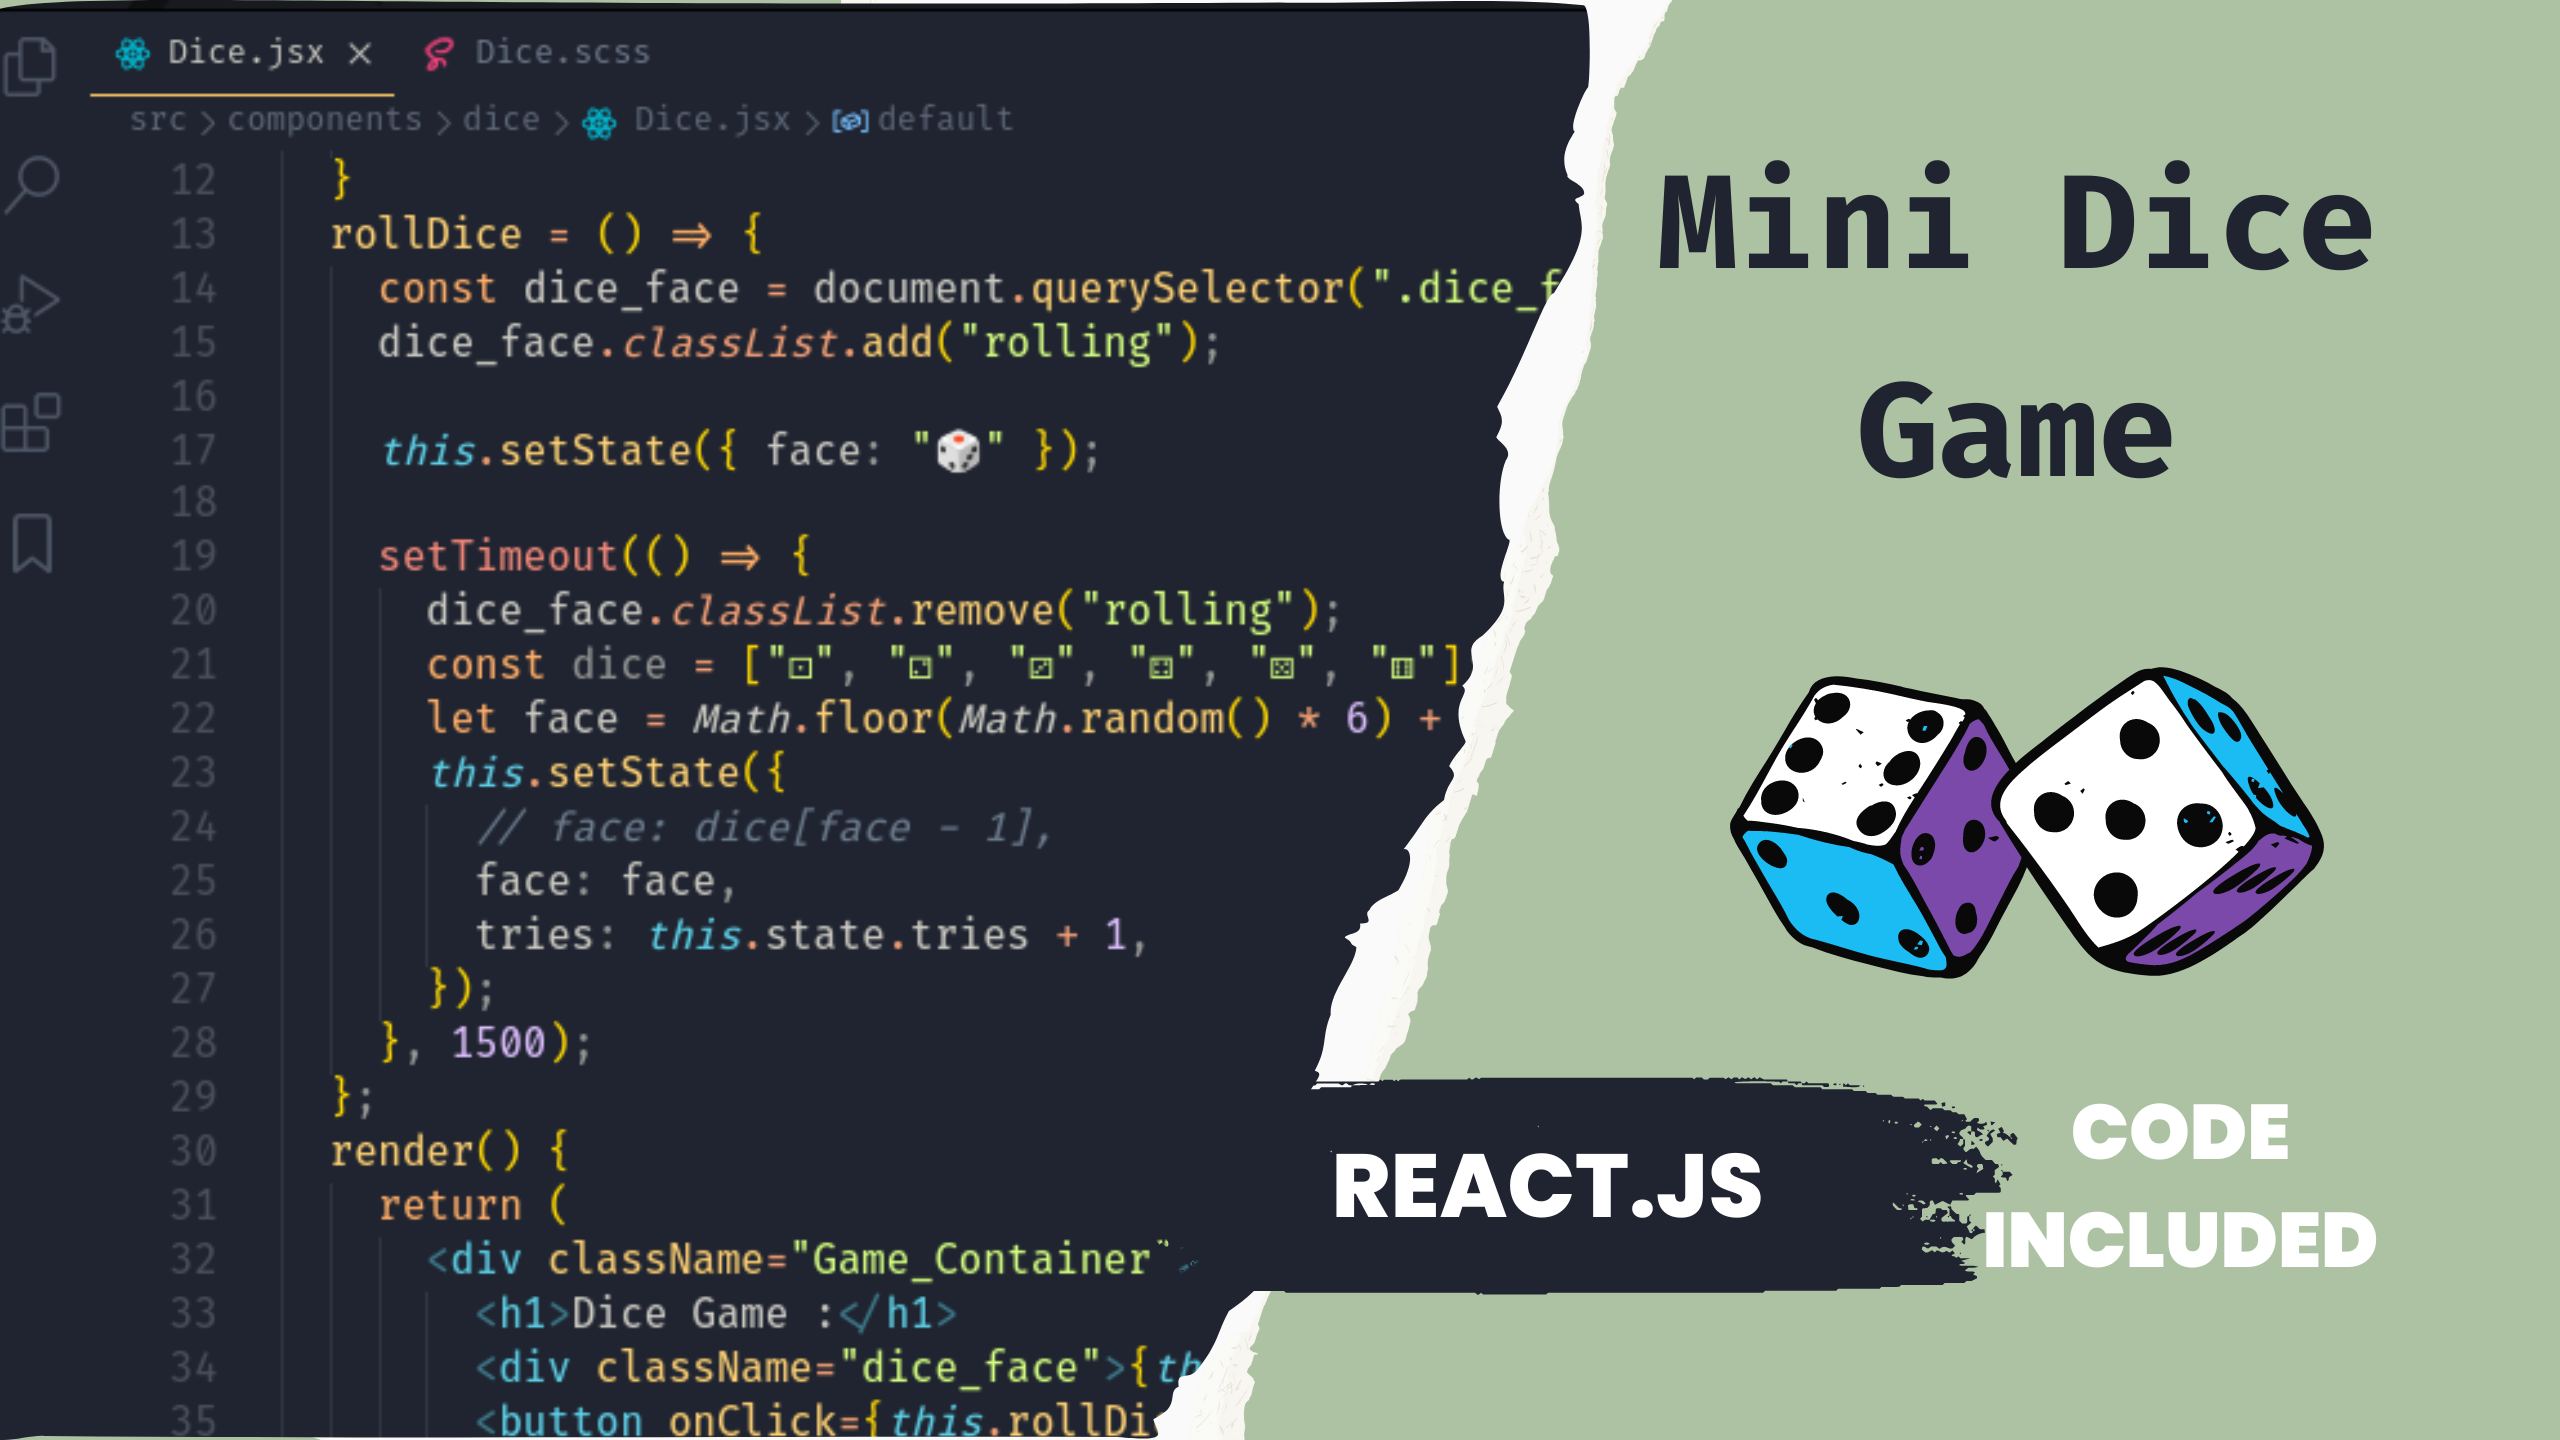 Dice.jsx × Dice.scss
src > components > dice > Dice.jsx > default
12 }
13 rollDice = () => {
14 const dice_face = document.querySelector(".dice_f
15 dice_face.classList.add("rolling");
16
17 this.setState({ face: "🎲" });
18
19 setTimeout(() => {
20 dice_face.classList.remove("rolling");
21 const dice = ["⚀", "⚁", "⚂", "⚃", "⚄", "⚅"]
22 let face = Math.floor(Math.random() * 6) +
23 this.setState({
24 // face: dice[face - 1],
25 face: face,
26 tries: this.state.tries + 1,
27 });
28 }, 1500);
29 };
30 render() {
31 return (
32 <div className="Game_Container"
33 <h1>Dice Game :</h1>
34 <div className="dice_face">{th
35 <button onClick={this.rollDi
Mini Dice
Game
REACT.JS
CODE
INCLUDED